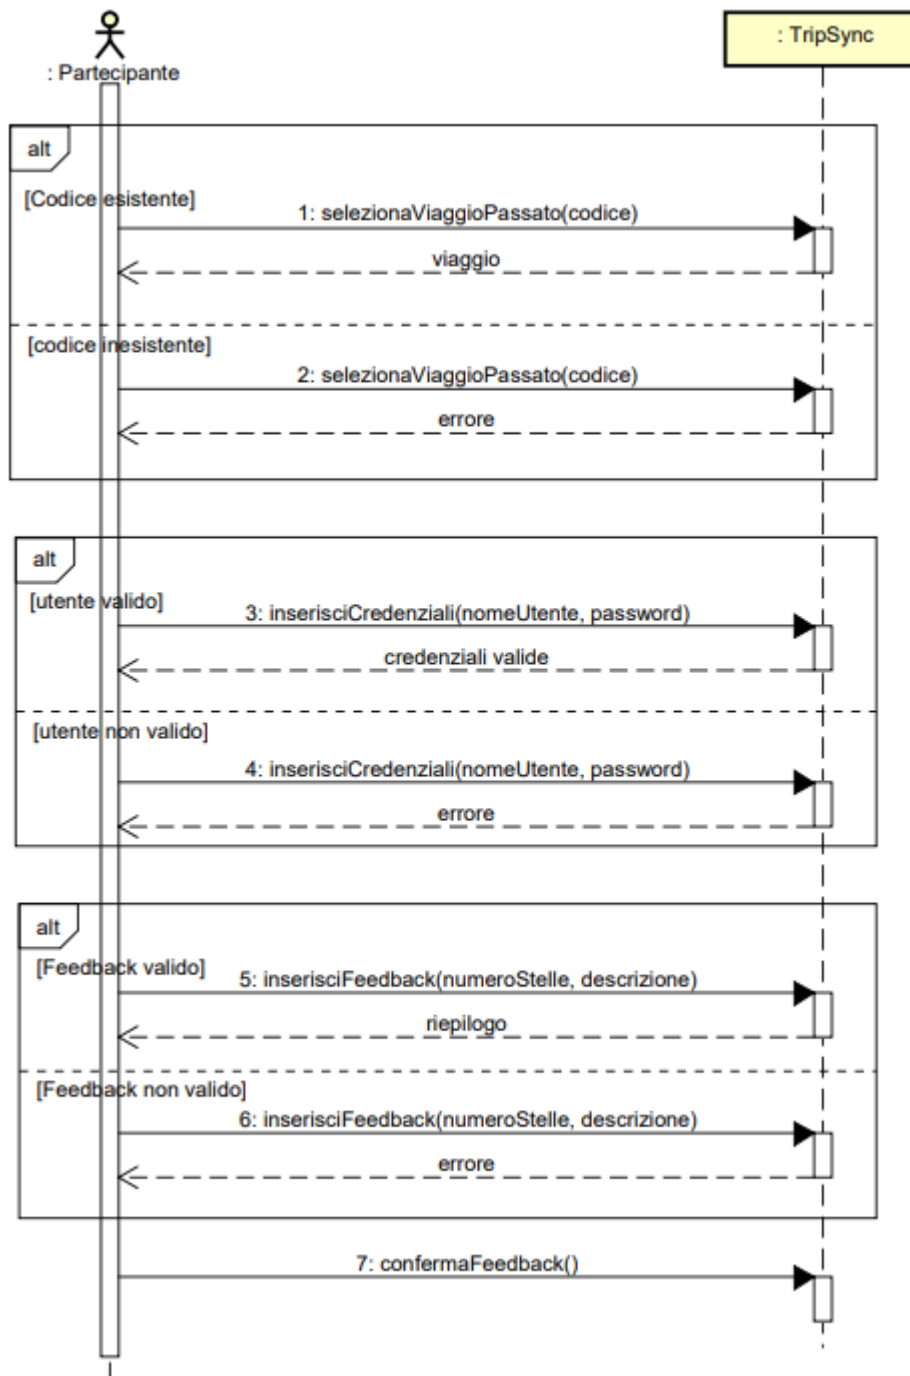 : Partecipante
: TripSync
alt
[Codice esistente]
1: selezionaViaggioPassato(codice)
viaggio
[codice inesistente]
2: selezionaViaggioPassato(codice)
errore
alt
[utente valido]
3: inserisciCredenziali(nomeUtente, password)
credenziali valide
[utente non valido]
4: inserisciCredenziali(nomeUtente, password)
errore
alt
[Feedback valido]
5: inserisciFeedback(numeroStelle, descrizione)
riepilogo
[Feedback non valido]
6: inserisciFeedback(numeroStelle, descrizione)
errore
7: confermaFeedback()